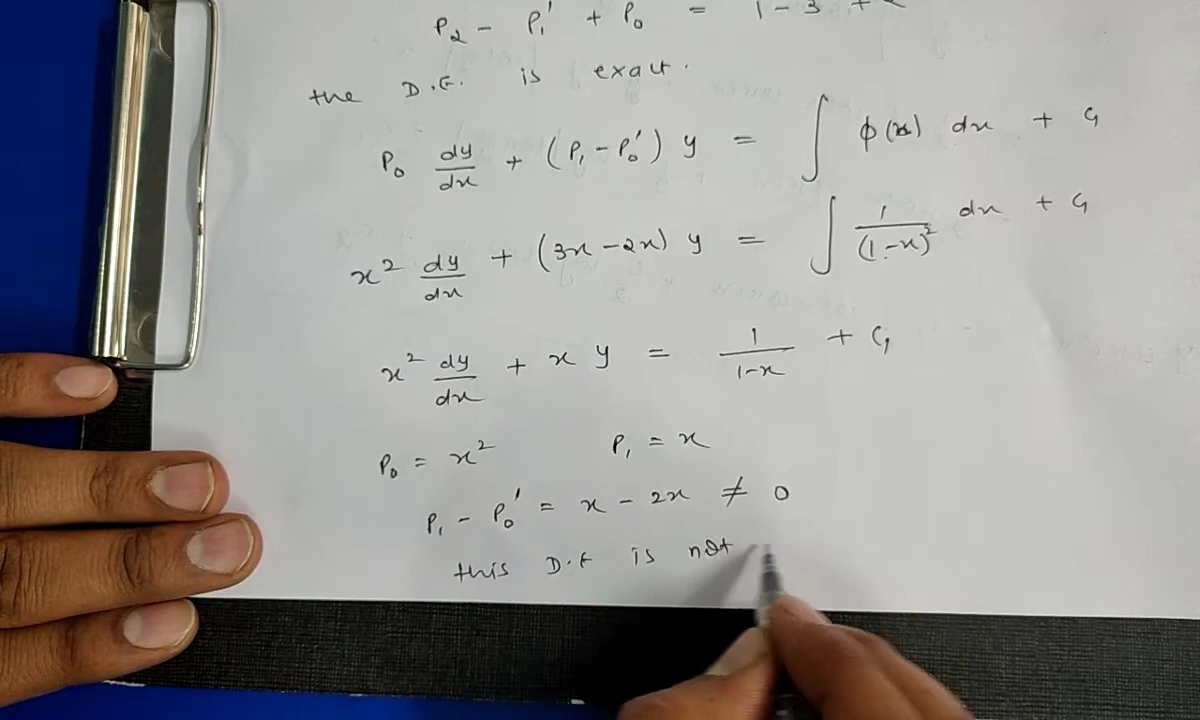 P₂ - P₁' + P₀ = 1 - 3 +
the D.E. is exact.
P₀ dy/dx + (P₁ - P₀') y = ∫ φ(x) dx + C₁
x² dy/dx + (3x - 2x) y = ∫ 1/(1-x)² dx + C₁
x² dy/dx + x y = 1/(1-x) + C₁
P₀ = x² P₁ = x
P₁ - P₀' = x - 2x ≠ 0
this D.E is not